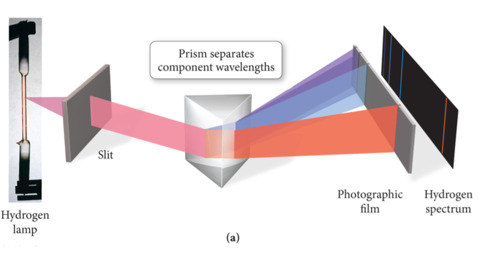 Prism separates
component wavelengths
Slit
Hydrogen
lamp
Photographic
film
Hydrogen
spectrum
(a)